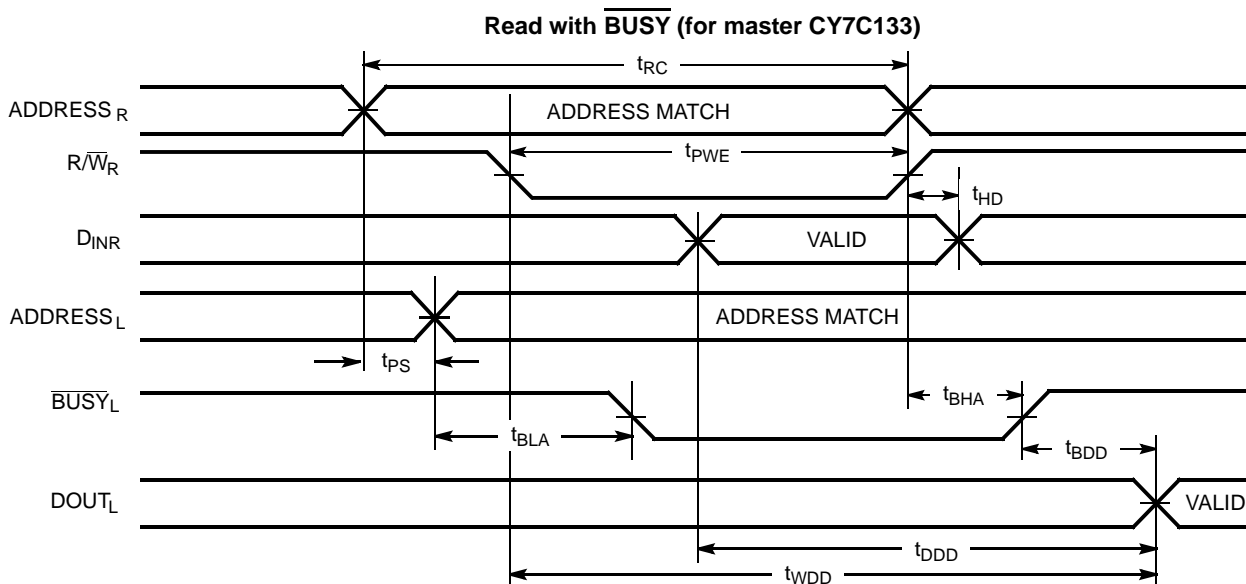 Read with BUSY (for master CY7C133)
tRC
ADDRESSR
ADDRESS MATCH
R/WR
tPWE
tHD
DINR
VALID
ADDRESSL
ADDRESS MATCH
tPS
BUSYL
tBHA
tBLA
tBDD
DOUTL
VALID
tDDD
tWDD